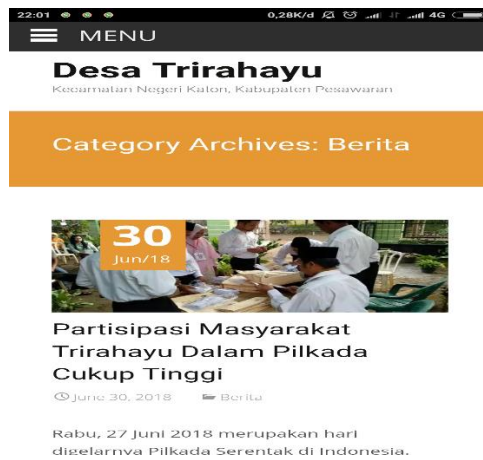 22:01
0,28K/d 4G
MENU
Desa Trirahayu
Kecamatan Negeri Katon, Kabupaten Pesawaran
Category Archives: Berita
30
Jun/18
Partisipasi Masyarakat
Trirahayu Dalam Pilkada
Cukup Tinggi
June 30, 2018 Berita
Rabu, 27 Juni 2018 merupakan hari
digelarnya Pilkada Serentak di Indonesia.